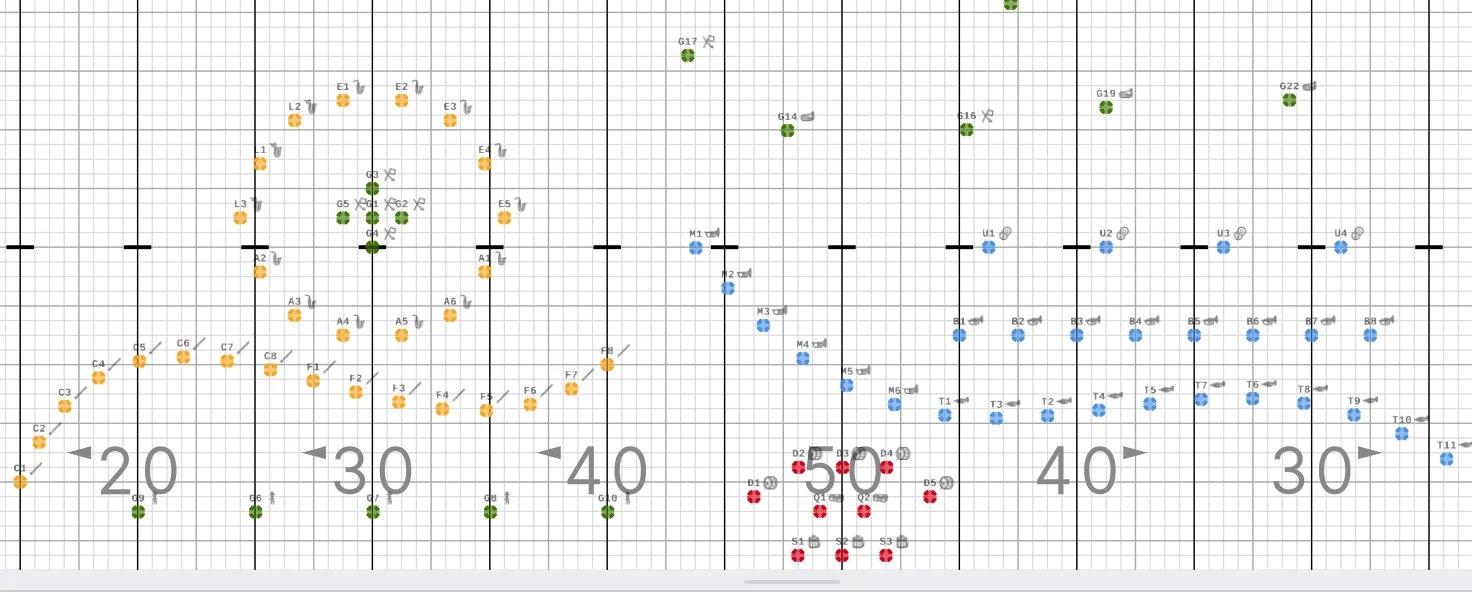 G17
E1 E2
L2 E3
G19 G22
G14 G16
L1 E4
G3
L3 G5 G1 G2 E5
G4 M1 U1 U2 U3 U4
A2 A1
M2
A3 A6
M3
A4 A5 B1 B2 B3 B4 B5 B6 B7 B8
C5 C6 C7 M4
C4 C8 F8
F1 F7 M5
C3 F2 F3 F4 F5 F6 M6
T1 T3 T2 T4 T5 T7 T6 T8 T9
C2 T10
20 30 40 50 40 30
D2 D3 D4 T11
C1
D1 D5
G9 G6 G7 G8 G10 Q1 Q2
S1 S2 S3